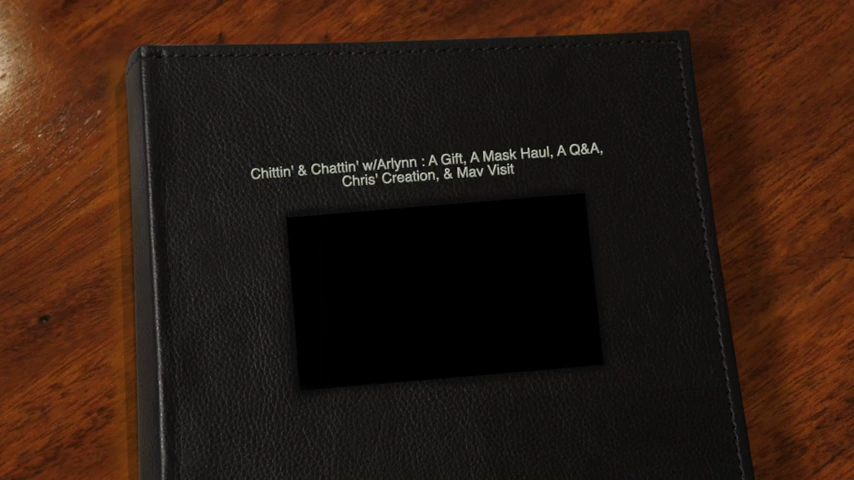 Chittin' & Chattin' w/Arlynn : A Gift, A Mask Haul, A Q&A,
Chris' Creation, & Mav Visit